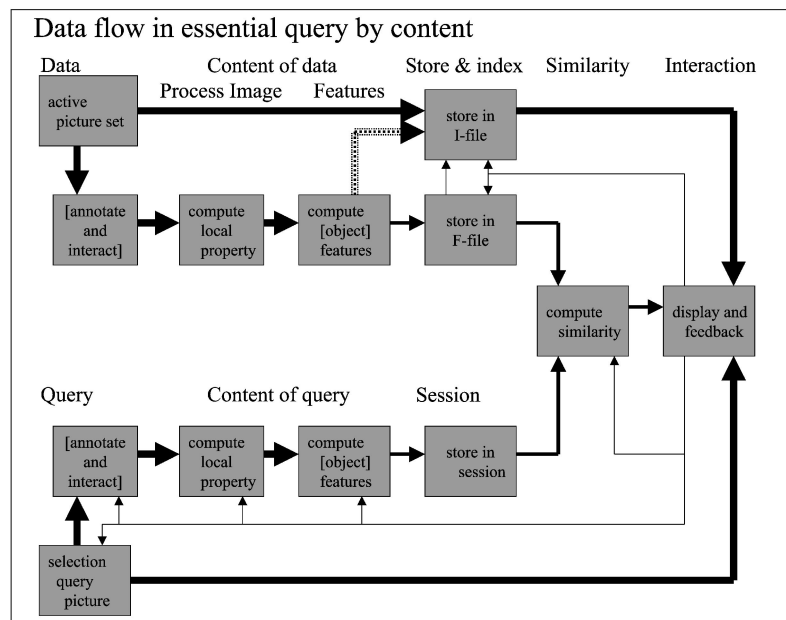 Data flow in essential query by content
Data
Content of data
Store & index
Similarity
Interaction
Process Image
Features
active
picture set
store in
I-file
[annotate
and
interact]
compute
local
property
compute
[object]
features
store in
F-file
compute
similarity
display and
feedback
Query
Content of query
Session
[annotate
and
interact]
compute
local
property
compute
[object]
features
store in
session
selection
query
picture